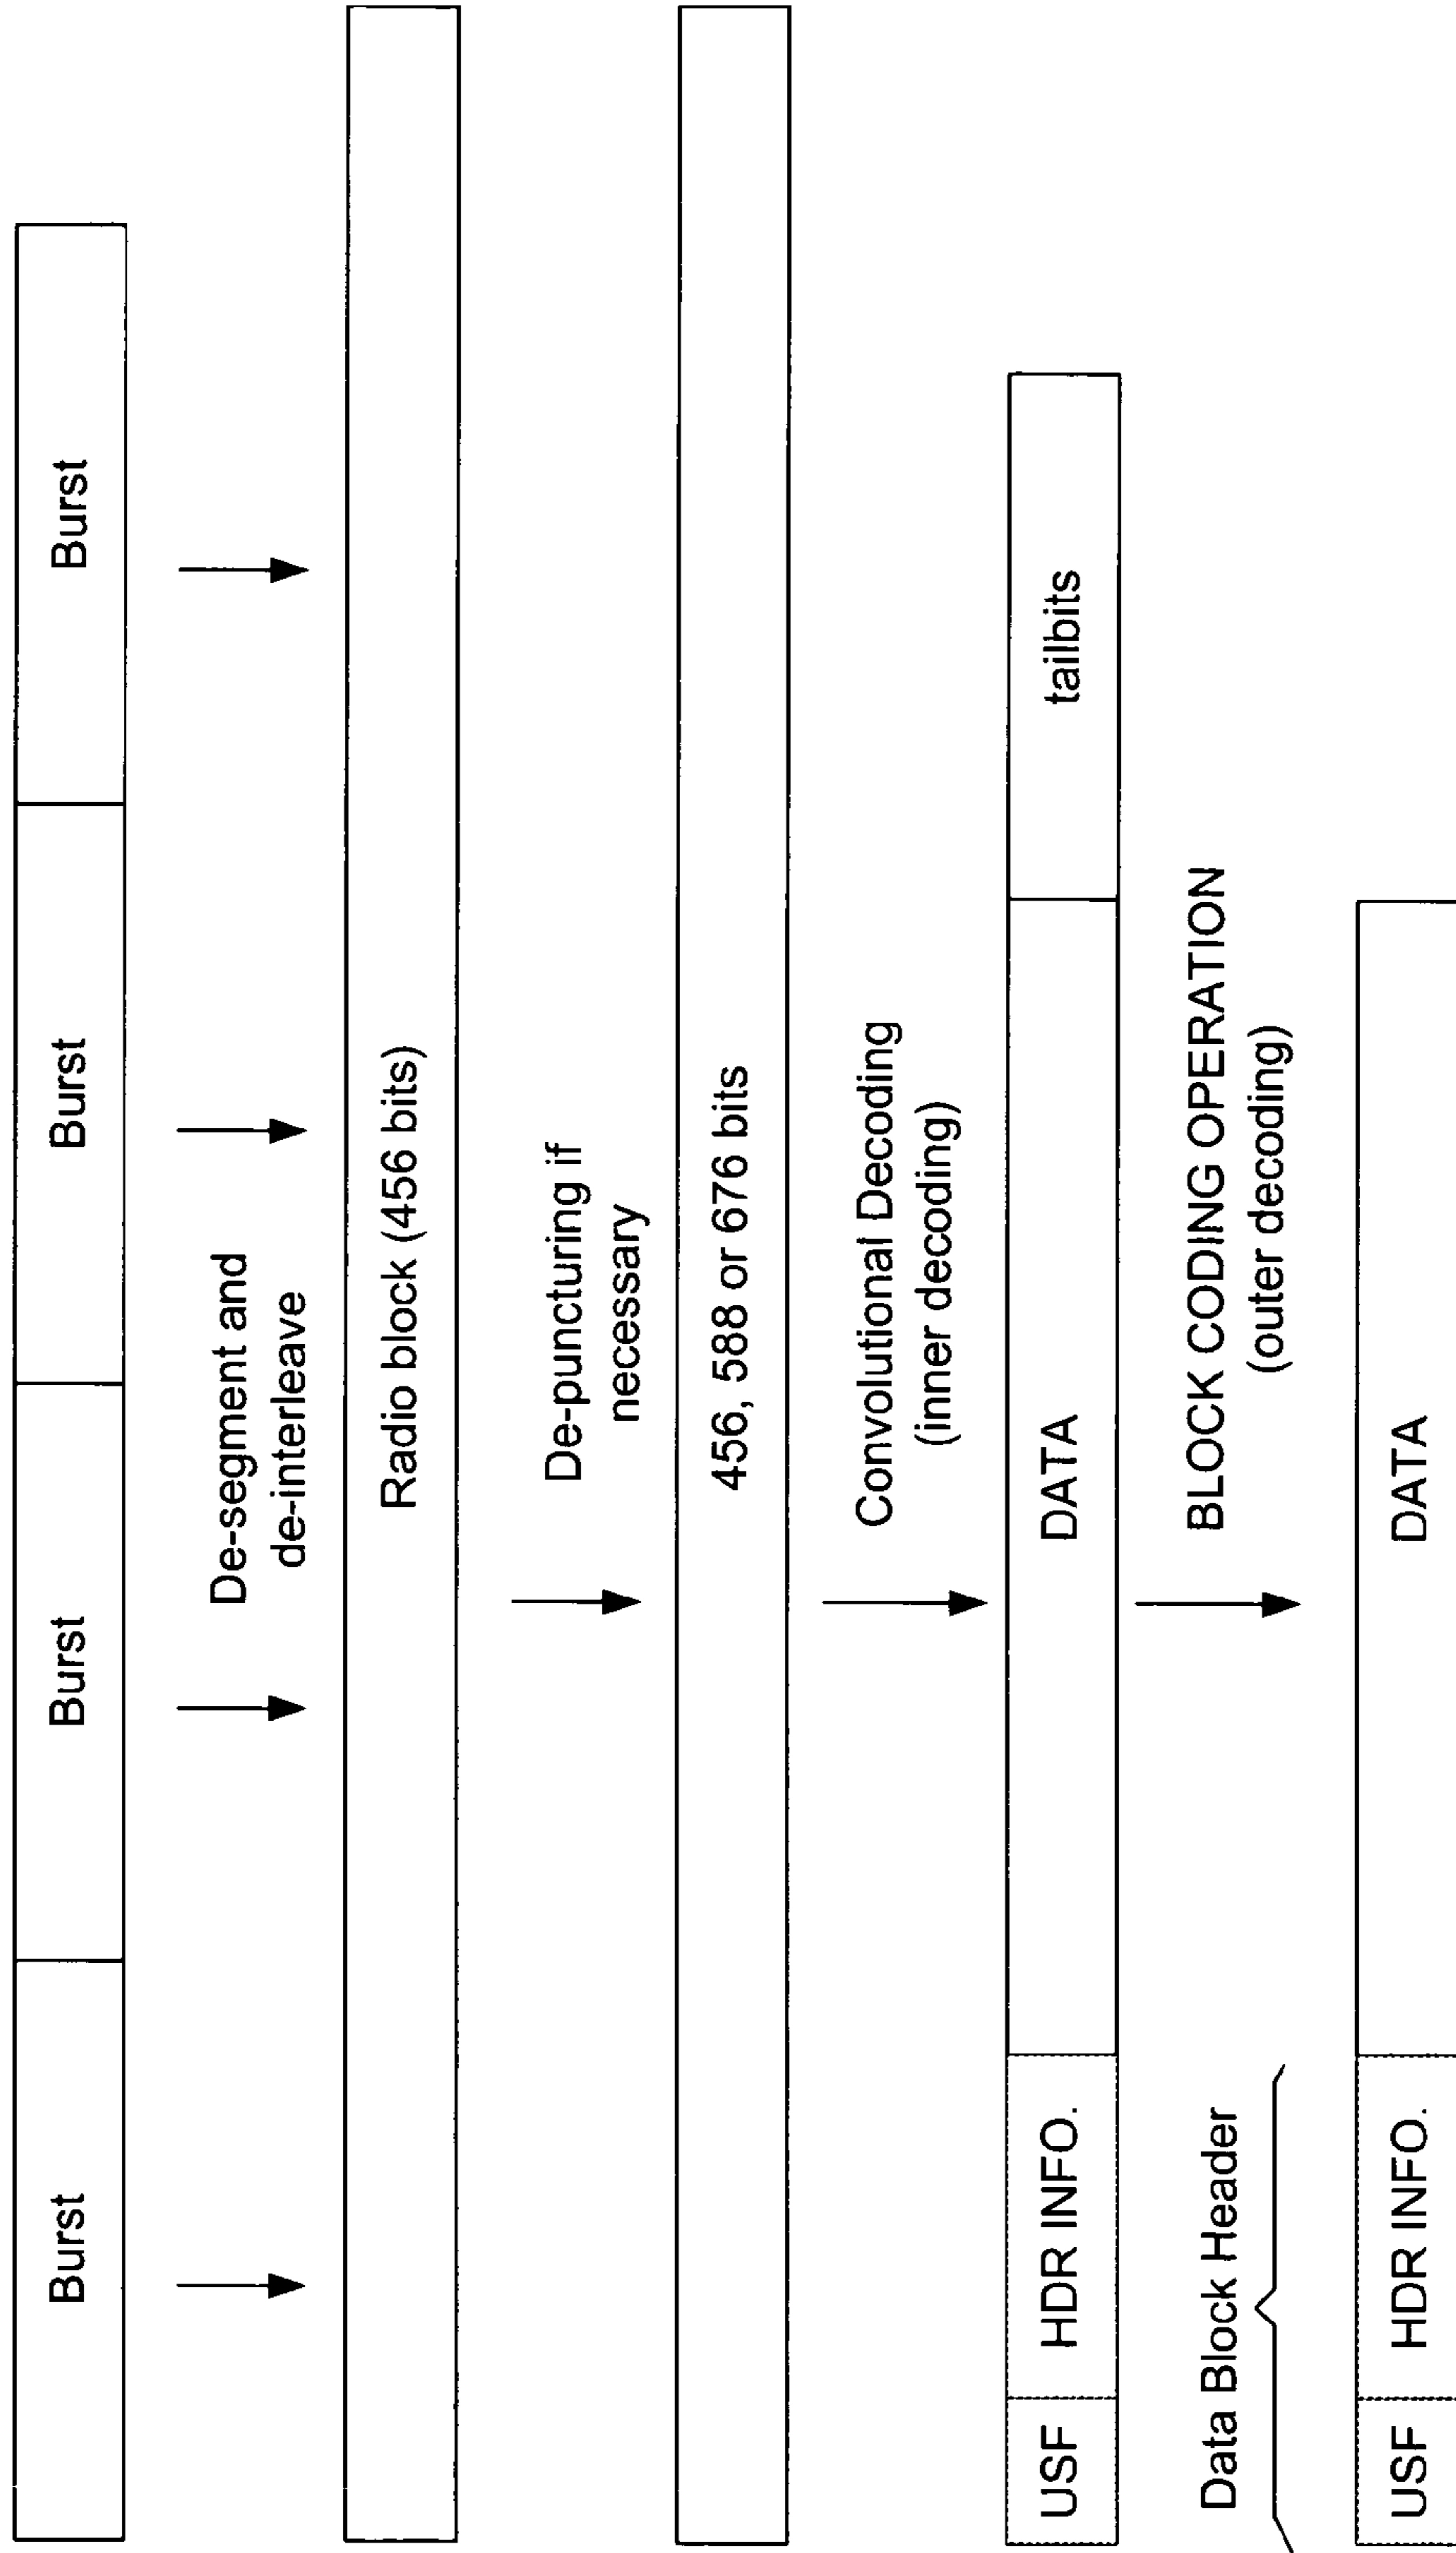 Burst Burst Burst Burst
De-segment and
de-interleave
Radio block (456 bits)
De-puncturing if
necessary
456, 588 or 676 bits
Convolutional Decoding
(inner decoding)
USF HDR INFO. DATA tailbits
BLOCK CODING OPERATION
(outer decoding)
Data Block Header
USF HDR INFO. DATA